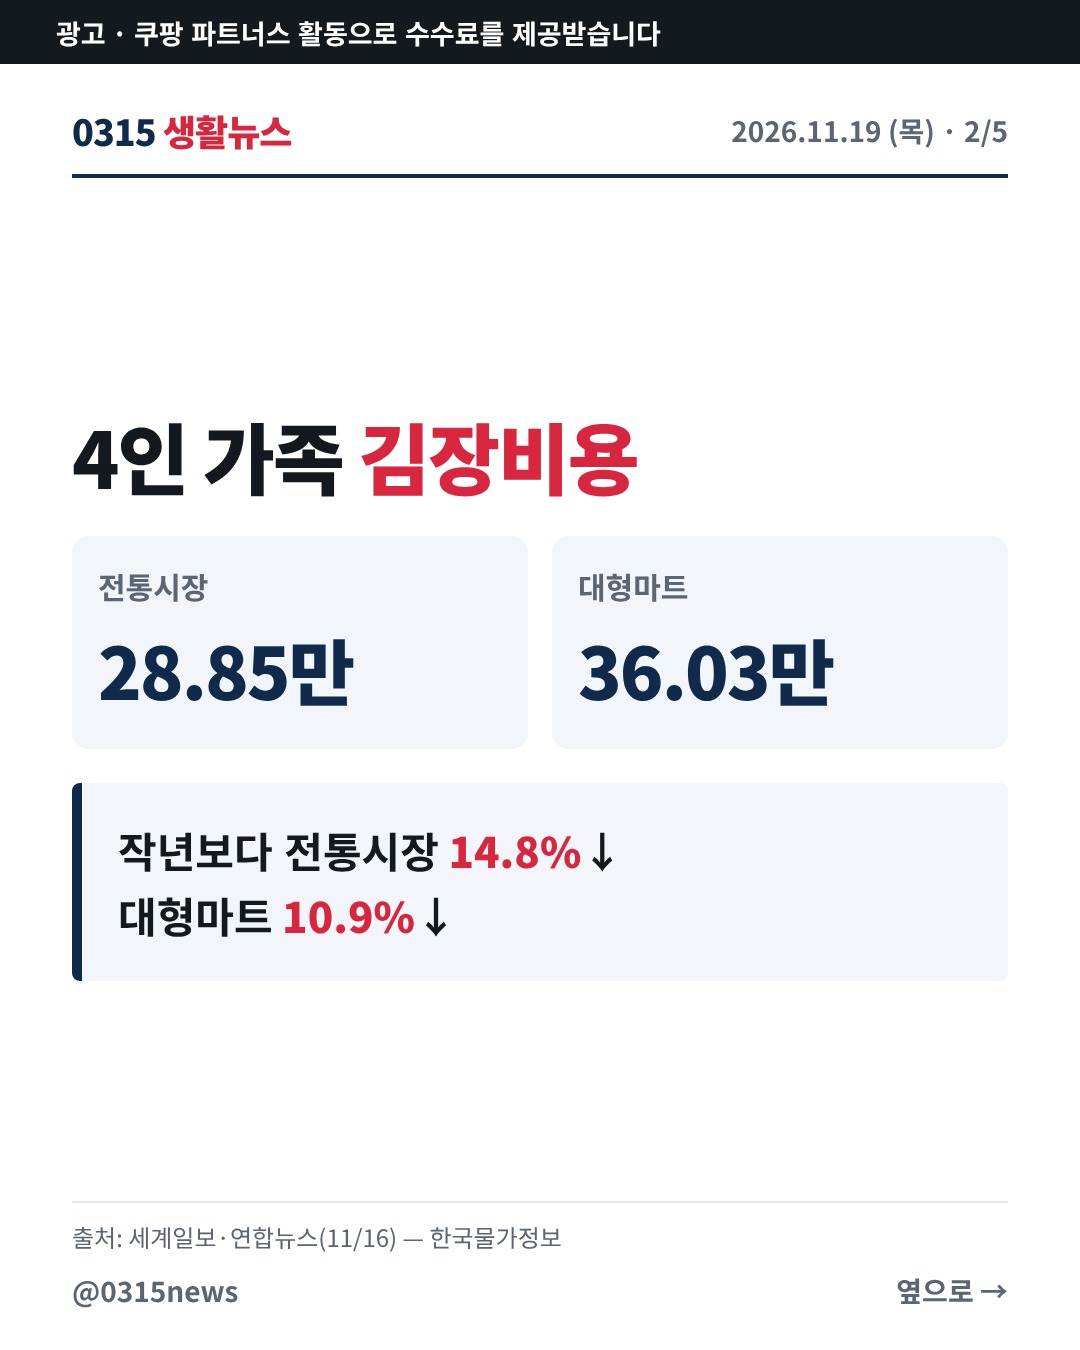 광고 · 쿠팡 파트너스 활동으로 수수료를 제공받습니다
0315 생활뉴스
2026.11.19 (목) · 2/5
4인 가족 김장비용
전통시장
28.85만
대형마트
36.03만
작년보다 전통시장 14.8%↓
대형마트 10.9%↓
출처: 세계일보·연합뉴스(11/16) — 한국물가정보
@0315news
옆으로 →